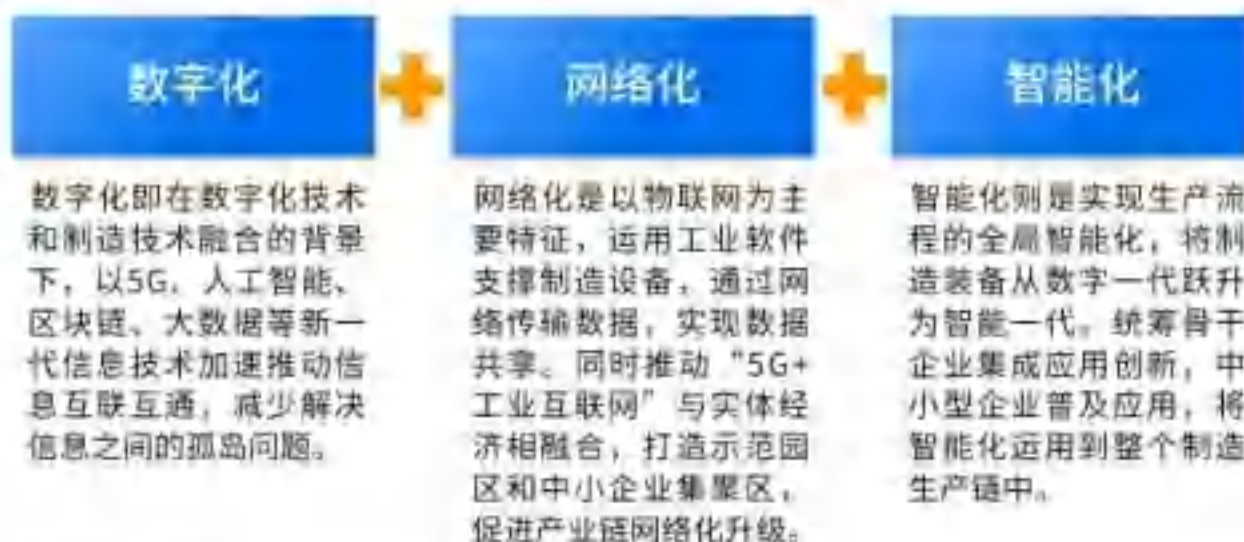 数字化
数字化即在数字化技术
和制造技术融合的背景
下，以5G、人工智能、
区块链、大数据等新一
代信息技术加速推动信
息互联互通，减少解决
信息之间的孤岛问题。
网络化
网络化是以物联网为主
要特征，运用工业软件
支撑制造设备，通过网
络传输数据，实现数据
共享。同时推动“5G+
工业互联网”与实体经
济相融合，打造示范园
区和中小企业集聚区，
促进产业链网络化升级。
智能化
智能化则是实现生产流
程的全局智能化，将制
造装备从数字一代跃升
为智能一代。统筹骨干
企业集成应用创新，中
小型企业普及应用，将
智能化运用到整个制造
生产链中。